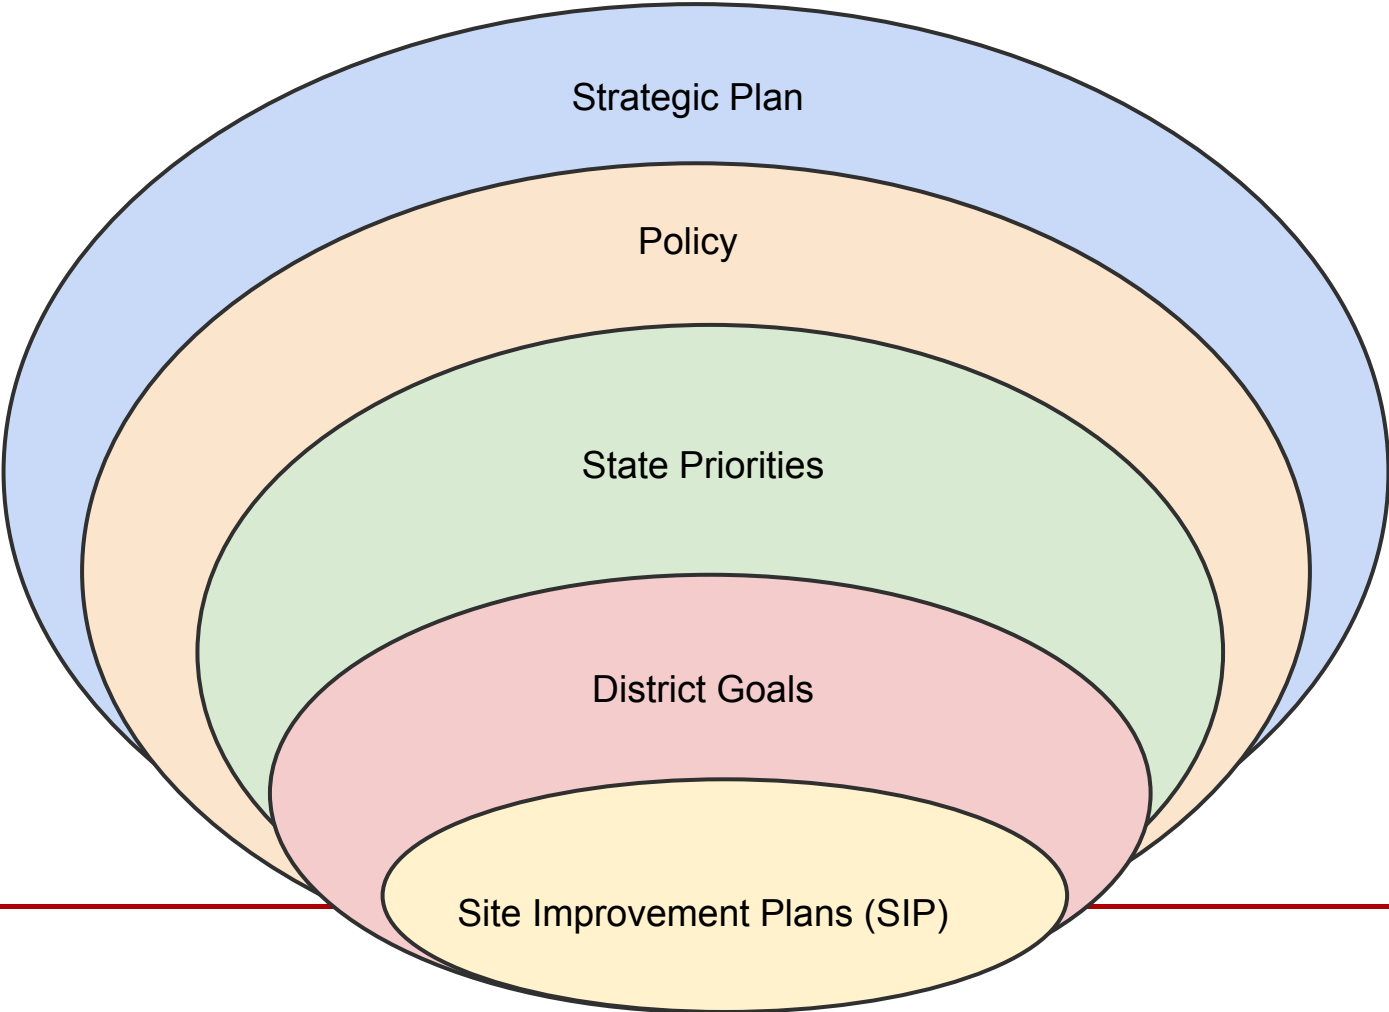 Strategic Plan
Policy
State Priorities
District Goals
Site Improvement Plans (SIP)